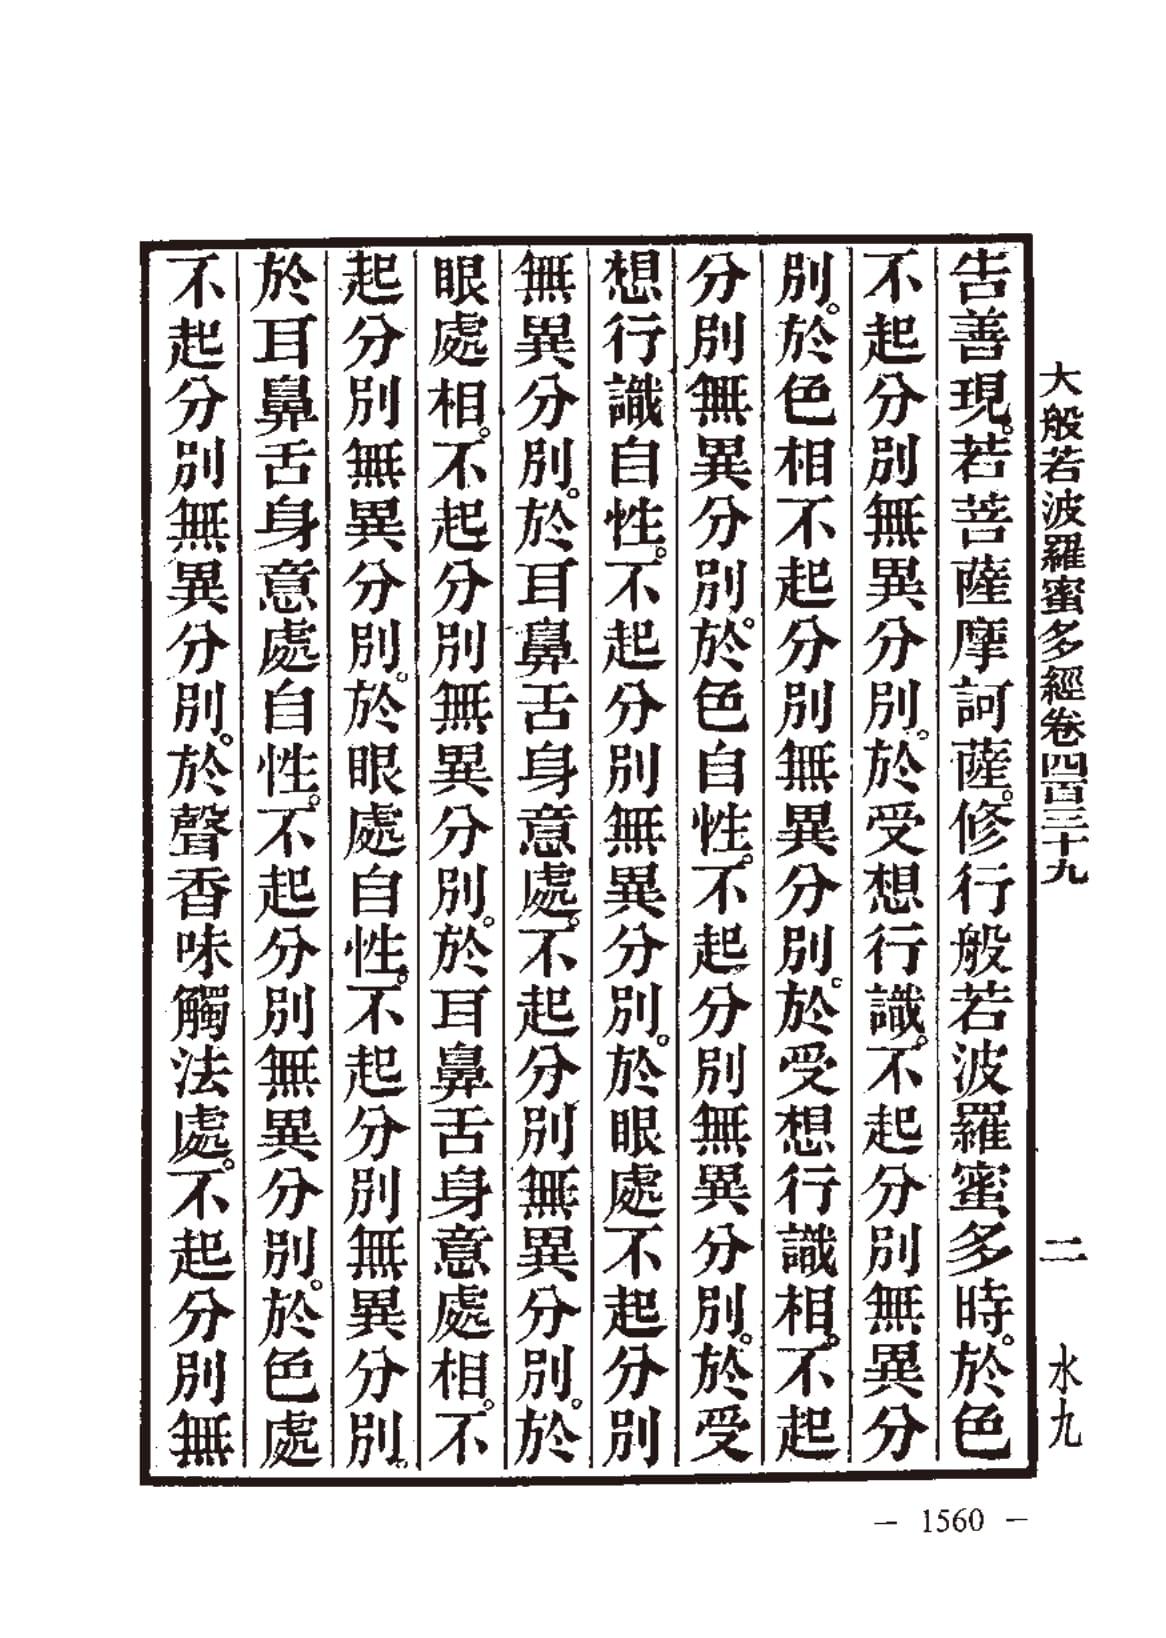 大般若波羅蜜多經卷四百三十九　二　水九
告善現。若菩薩摩訶薩。修行般若波羅蜜多時。於色
不起分別無異分別。於受想行識。不起分別無異分
別。於色相不起分別無異分別。於受想行識相。不起
分別無異分別。於色自性。不起分別無異分別。於受
想行識自性。不起分別無異分別。於眼處不起分別
無異分別。於耳鼻舌身意處。不起分別無異分別。於
眼處相。不起分別無異分別。於耳鼻舌身意處相。不
起分別無異分別。於眼處自性。不起分別無異分別。
於耳鼻舌身意處自性。不起分別無異分別。於色處
不起分別無異分別。於聲香味觸法處。不起分別無
— 1560 —